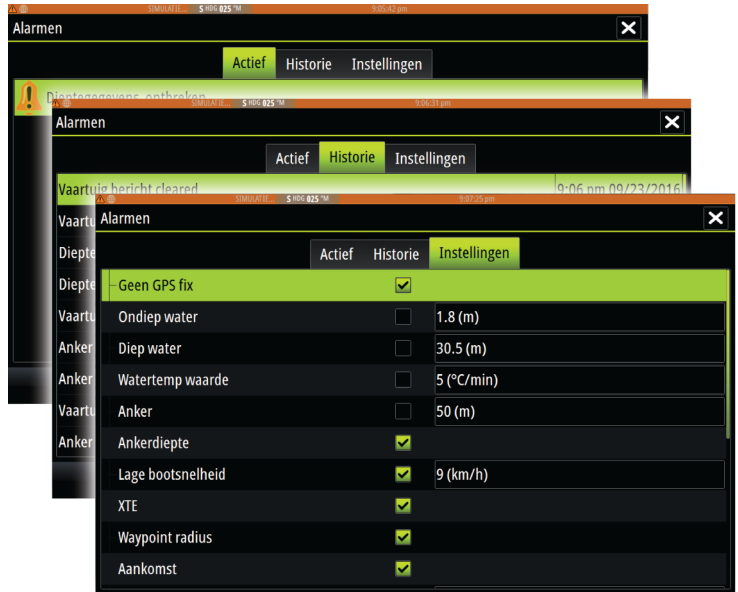 SIMULATIE... S HDG 025 °M 9:05:42 pm
Alarmen
Actief Historie Instellingen
Dieptegegevens ontbreken
SIMULATIE... S HDG 025 °M 9:06:31 pm
Alarmen
Actief Historie Instellingen
Vaartuig bericht cleared 9:06 pm 09/23/2016
Vaartu
Diepte
Diepte
Vaartu
Anker
Anker
Vaartu
Anker
SIMULATIE... S HDG 025 °M 9:07:25 pm
Alarmen
Actief Historie Instellingen
Geen GPS fix
Ondiep water 1.8 (m)
Diep water 30.5 (m)
Watertemp waarde 5 (°C/min)
Anker 50 (m)
Ankerdiepte
Lage bootsnelheid 9 (km/h)
XTE
Waypoint radius
Aankomst